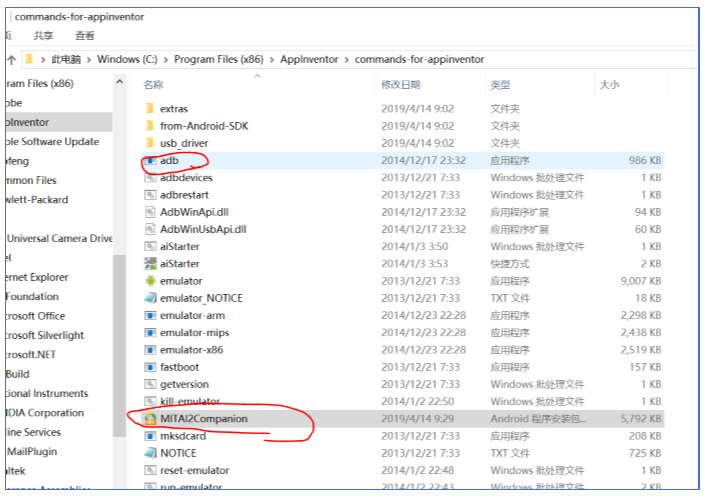 commands-for-appinventor
共享 查看
此电脑 > Windows (C:) > Program Files (x86) > AppInventor > commands-for-appinventor
ram Files (x86)
obe
pInventor
ple Software Update
feng
mmon Files
wlett-Packard
Universal Camera Drive
el
ernet Explorer
Foundation
crosoft Office
crosoft Silverlight
crosoft.NET
Build
tional Instruments
IDIA Corporation
line Services
MailPlugin
altek
名称 修改日期 类型 大小
extras 2019/4/14 9:02 文件夹
from-Android-SDK 2019/4/14 9:02 文件夹
usb_driver 2019/4/14 9:02 文件夹
adb 2014/12/17 23:32 应用程序 986 KB
adbdevices 2013/12/21 7:33 Windows 批处理文件 1 KB
adbrestart 2013/12/21 7:33 Windows 批处理文件 1 KB
AdbWinApi.dll 2014/12/17 23:32 应用程序扩展 94 KB
AdbWinUsbApi.dll 2014/12/17 23:32 应用程序扩展 60 KB
aiStarter 2014/1/3 3:50 Windows 批处理文件 1 KB
aiStarter 2014/1/3 3:53 快捷方式 2 KB
emulator 2013/12/21 7:33 应用程序 9,007 KB
emulator_NOTICE 2013/12/21 7:33 TXT 文件 18 KB
emulator-arm 2014/12/23 22:28 应用程序 2,298 KB
emulator-mips 2014/12/23 22:28 应用程序 2,438 KB
emulator-x86 2014/12/23 22:28 应用程序 2,519 KB
fastboot 2013/12/21 7:33 应用程序 157 KB
getversion 2013/12/21 7:33 Windows 批处理文件 1 KB
kill-emulator 2014/1/2 22:50 Windows 批处理文件 1 KB
MITAI2Companion 2019/4/14 9:29 Android 程序安装包... 5,792 KB
mksdcard 2013/12/21 7:33 应用程序 208 KB
NOTICE 2013/12/21 7:33 TXT 文件 725 KB
reset-emulator 2014/1/2 22:48 Windows 批处理文件 1 KB
run-emulator 2014/1/2 22:43 Windows 批处理文件 2 KB